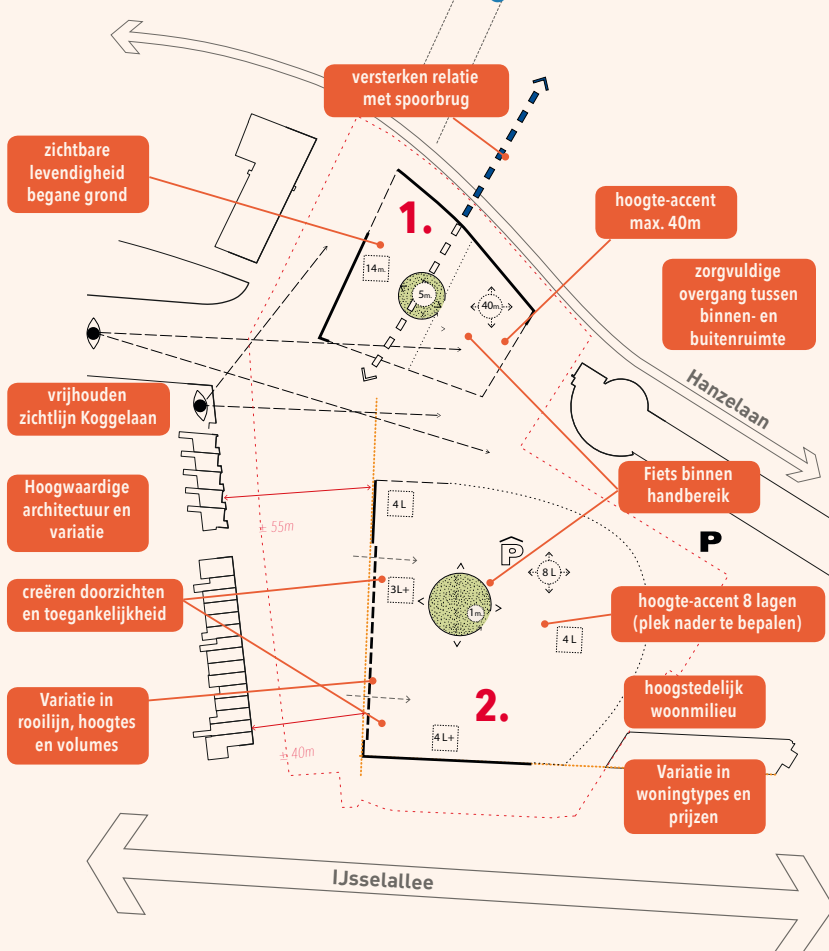 versterken relatie
met spoorbrug
zichtbare
levendigheid
begane grond
hoogte-accent
max. 40m
1.
14m.
5m.
40m.
zorgvuldige
overgang tussen
binnen- en
buitenruimte
Hanzelaan
vrijhouden
zichtlijn Koggelaan
Hoogwaardige
architectuur en
variatie
± 55m
4 L
Fiets binnen
handbereik
P
P
creëren doorzichten
en toegankelijkheid
3L+
8 L
1m.
hoogte-accent 8 lagen
(plek nader te bepalen)
4 L
Variatie in
rooilijn, hoogtes
en volumes
2.
hoogstedelijk
woonmilieu
4 L+
± 40m
Variatie in
woningtypes en
prijzen
IJsselallee